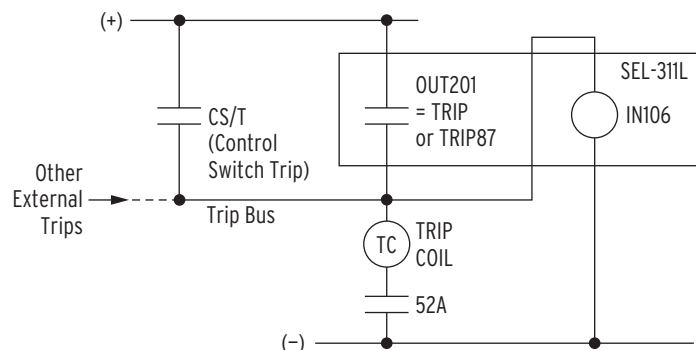 (+)
SEL-311L
CS/T
(Control
Switch Trip)
OUT201
= TRIP
or TRIP87
IN106
Other
External
Trips
Trip Bus
TC
TRIP
COIL
52A
(–)